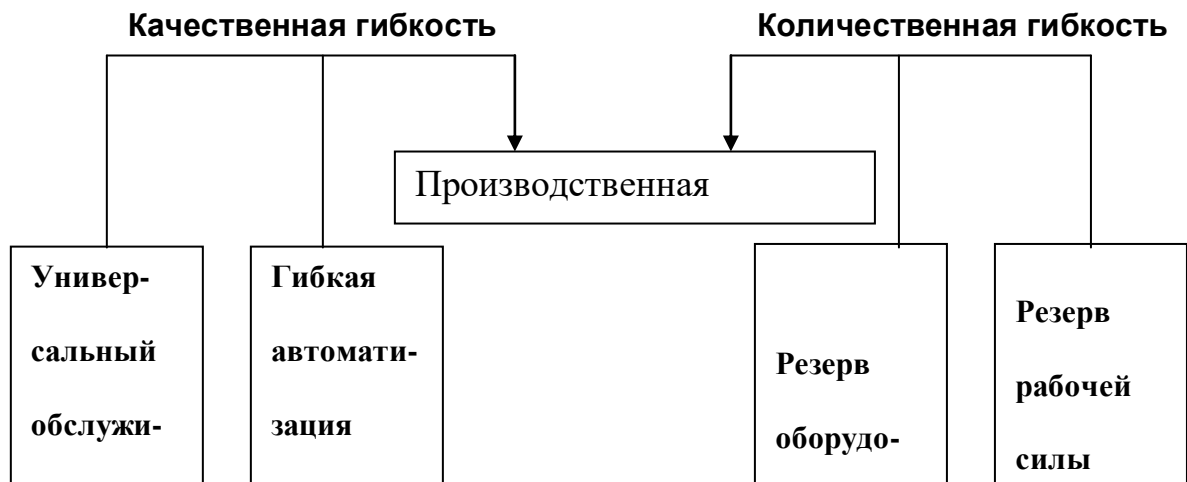 Качественная гибкость
Количественная гибкость
Производственная
Универ-
сальный
обслужи-
Гибкая
автомати-
зация
Резерв
оборудо-
Резерв
рабочей
силы